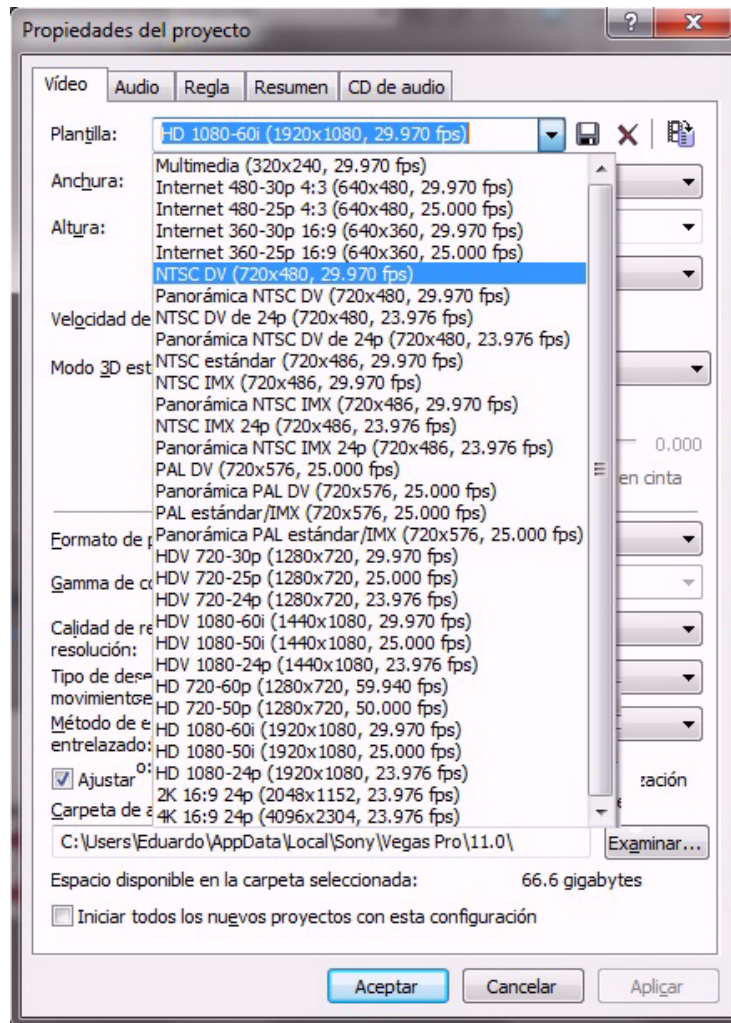 Propiedades del proyecto
?
Vídeo Audio Regla Resumen CD de audio
Plantilla: HD 1080-60i (1920x1080, 29.970 fps)
Multimedia (320x240, 29.970 fps)
Anchura: Internet 480-30p 4:3 (640x480, 29.970 fps)
Internet 480-25p 4:3 (640x480, 25.000 fps)
Altura: Internet 360-30p 16:9 (640x360, 29.970 fps)
Internet 360-25p 16:9 (640x360, 25.000 fps)
NTSC DV (720x480, 29.970 fps)
Panorámica NTSC DV (720x480, 29.970 fps)
Velocidad de NTSC DV de 24p (720x480, 23.976 fps)
Panorámica NTSC DV de 24p (720x480, 23.976 fps)
Modo 3D est NTSC estándar (720x486, 29.970 fps)
NTSC IMX (720x486, 29.970 fps)
Panorámica NTSC IMX (720x486, 29.970 fps)
NTSC IMX 24p (720x486, 23.976 fps)
Panorámica NTSC IMX 24p (720x486, 23.976 fps) 0.000
PAL DV (720x576, 25.000 fps) en cinta
Panorámica PAL DV (720x576, 25.000 fps)
PAL estándar/IMX (720x576, 25.000 fps)
Formato de p Panorámica PAL estándar/IMX (720x576, 25.000 fps)
HDV 720-30p (1280x720, 29.970 fps)
Gamma de co HDV 720-25p (1280x720, 25.000 fps)
HDV 720-24p (1280x720, 23.976 fps)
Calidad de re HDV 1080-60i (1440x1080, 29.970 fps)
resolución: HDV 1080-50i (1440x1080, 25.000 fps)
Tipo de dese HDV 1080-24p (1440x1080, 23.976 fps)
movimiento HD 720-60p (1280x720, 59.940 fps)
HD 720-50p (1280x720, 50.000 fps)
Método de e HD 1080-60i (1920x1080, 29.970 fps)
entrelazado: HD 1080-50i (1920x1080, 25.000 fps)
Ajustar HD 1080-24p (1920x1080, 23.976 fps) zación
2K 16:9 24p (2048x1152, 23.976 fps)
Carpeta de a 4K 16:9 24p (4096x2304, 23.976 fps)
C:\Users\Eduardo\AppData\Local\Sony\Vegas Pro\11.0\ Examinar...
Espacio disponible en la carpeta seleccionada: 66.6 gigabytes
Iniciar todos los nuevos proyectos con esta configuración
Aceptar Cancelar Aplicar